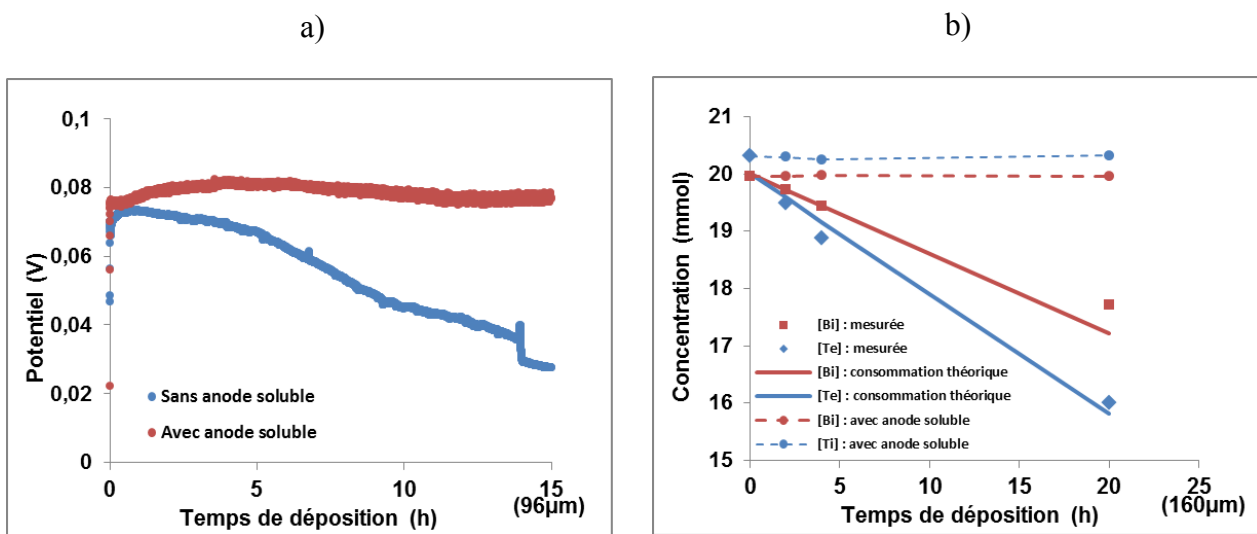 a)
b)
0,1
0,08
0,06
0,04
0,02
0
Potentiel (V)
Sans anode soluble
Avec anode soluble
0
5
10
15
(96μm)
Temps de déposition (h)
21
20
19
18
17
16
15
Concentration (mmol)
[Bi] : mesurée
[Te] : mesurée
[Bi] : consommation théorique
[Te] : consommation théorique
[Bi] : avec anode soluble
[Ti] : avec anode soluble
0
5
10
15
20
25
(160μm)
Temps de déposition (h)